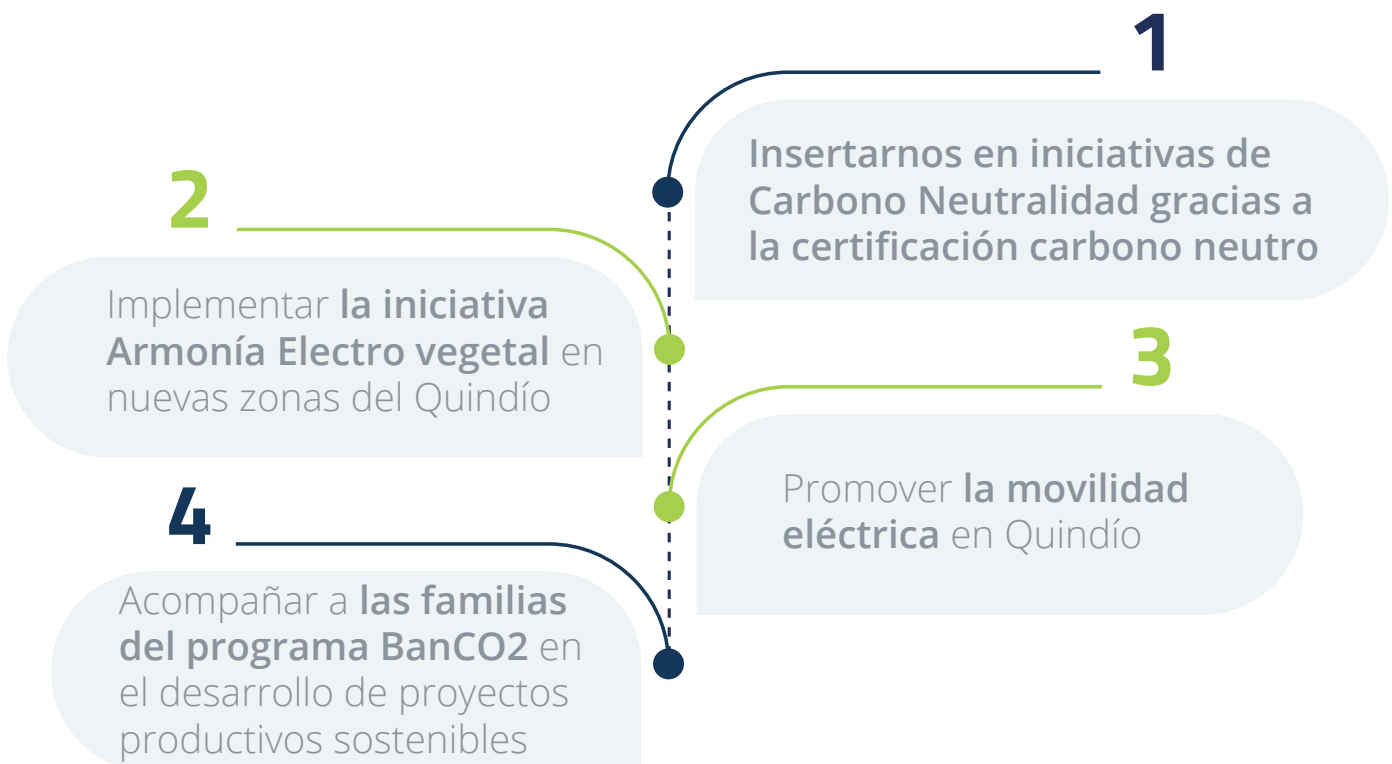 1
Insertarnos en iniciativas de
Carbono Neutralidad gracias a
la certificación carbono neutro
2
Implementar la iniciativa
Armonía Electro vegetal en
nuevas zonas del Quindío
3
Promover la movilidad
eléctrica en Quindío
4
Acompañar a las familias
del programa BanCO2 en
el desarrollo de proyectos
productivos sostenibles